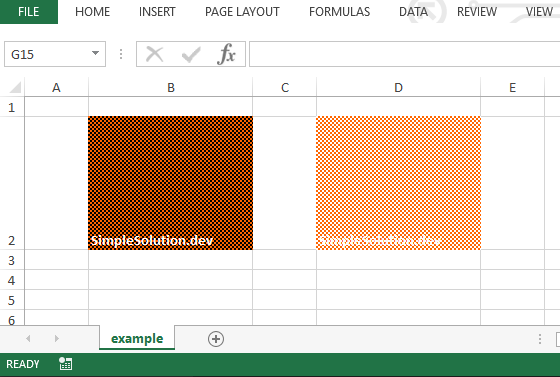 FILE HOME INSERT PAGE LAYOUT FORMULAS DATA REVIEW VIEW
G15 fx
A B C D E
1
2 SimpleSolution.dev SimpleSolution.dev
3
4
5
6
example
READY